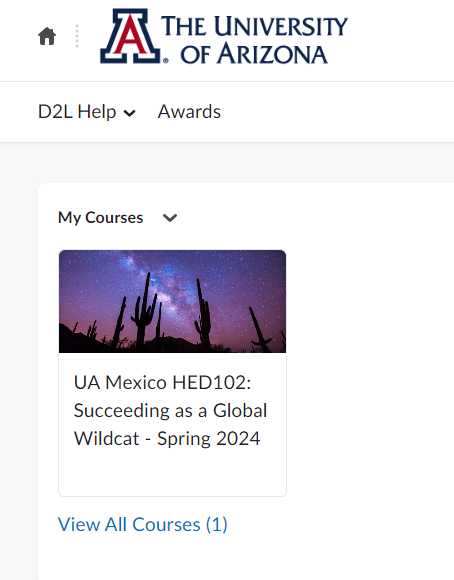 THE UNIVERSITY
OF ARIZONA
D2L Help
Awards
My Courses
UA Mexico HED102:
Succeeding as a Global
Wildcat - Spring 2024
View All Courses (1)